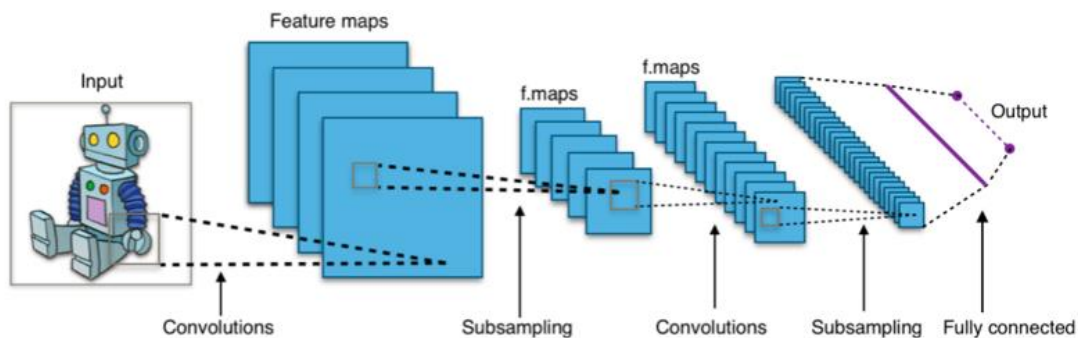 Feature maps
Input
f.maps
f.maps
Output
Convolutions
Subsampling
Convolutions
Subsampling
Fully connected